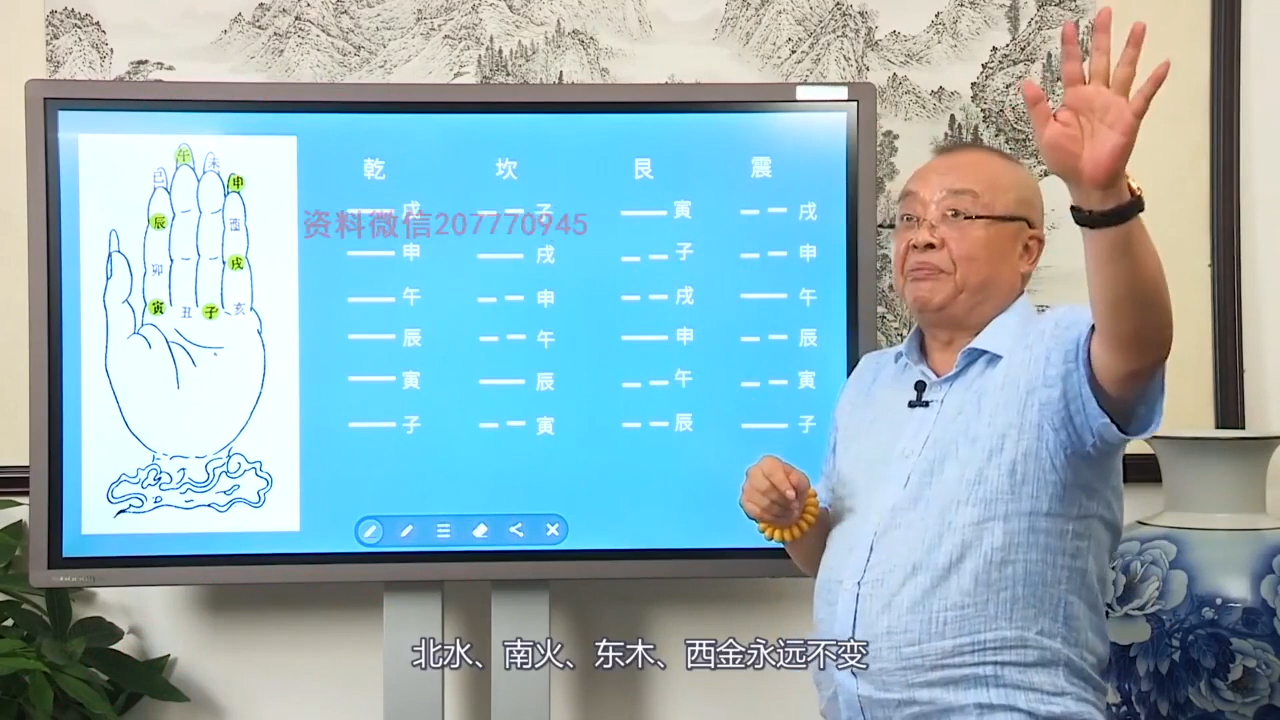 乾 坎 艮 震
戌 子 寅 戌
资料微信207770945
申 戌 子 申
午 申 戌 午
辰 午 申 辰
寅 辰 午 寅
子 寅 辰 子
午 未
巳 申
辰 酉
卯 戌
寅 丑 子 亥
北水、南火、东木、西金永远不变